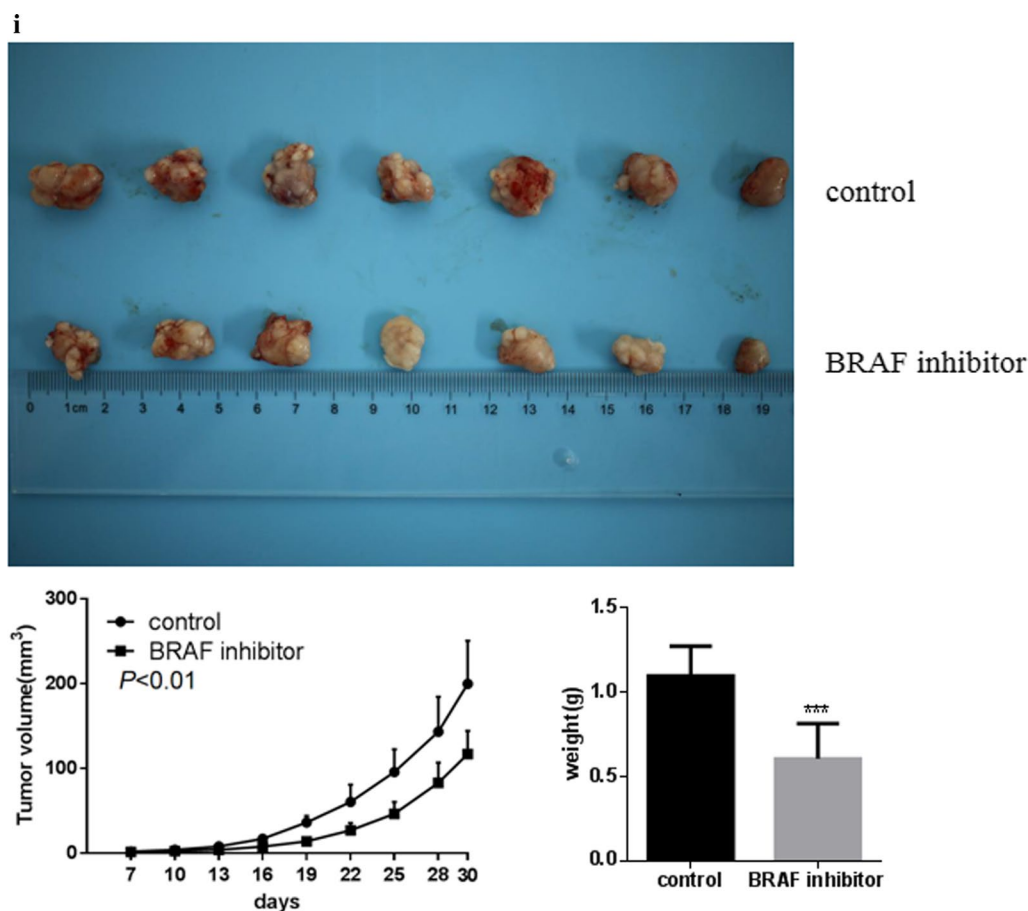 i
control
BRAF inhibitor
0 1cm 2 3 4 5 6 7 8 9 10 11 12 13 14 15 16 17 18 19
300
200
100
0
Tumor volume(mm³)
control
BRAF inhibitor
P<0.01
7 10 13 16 19 22 25 28 30
days
1.5
1.0
0.5
0.0
weight(g)
***
control BRAF inhibitor